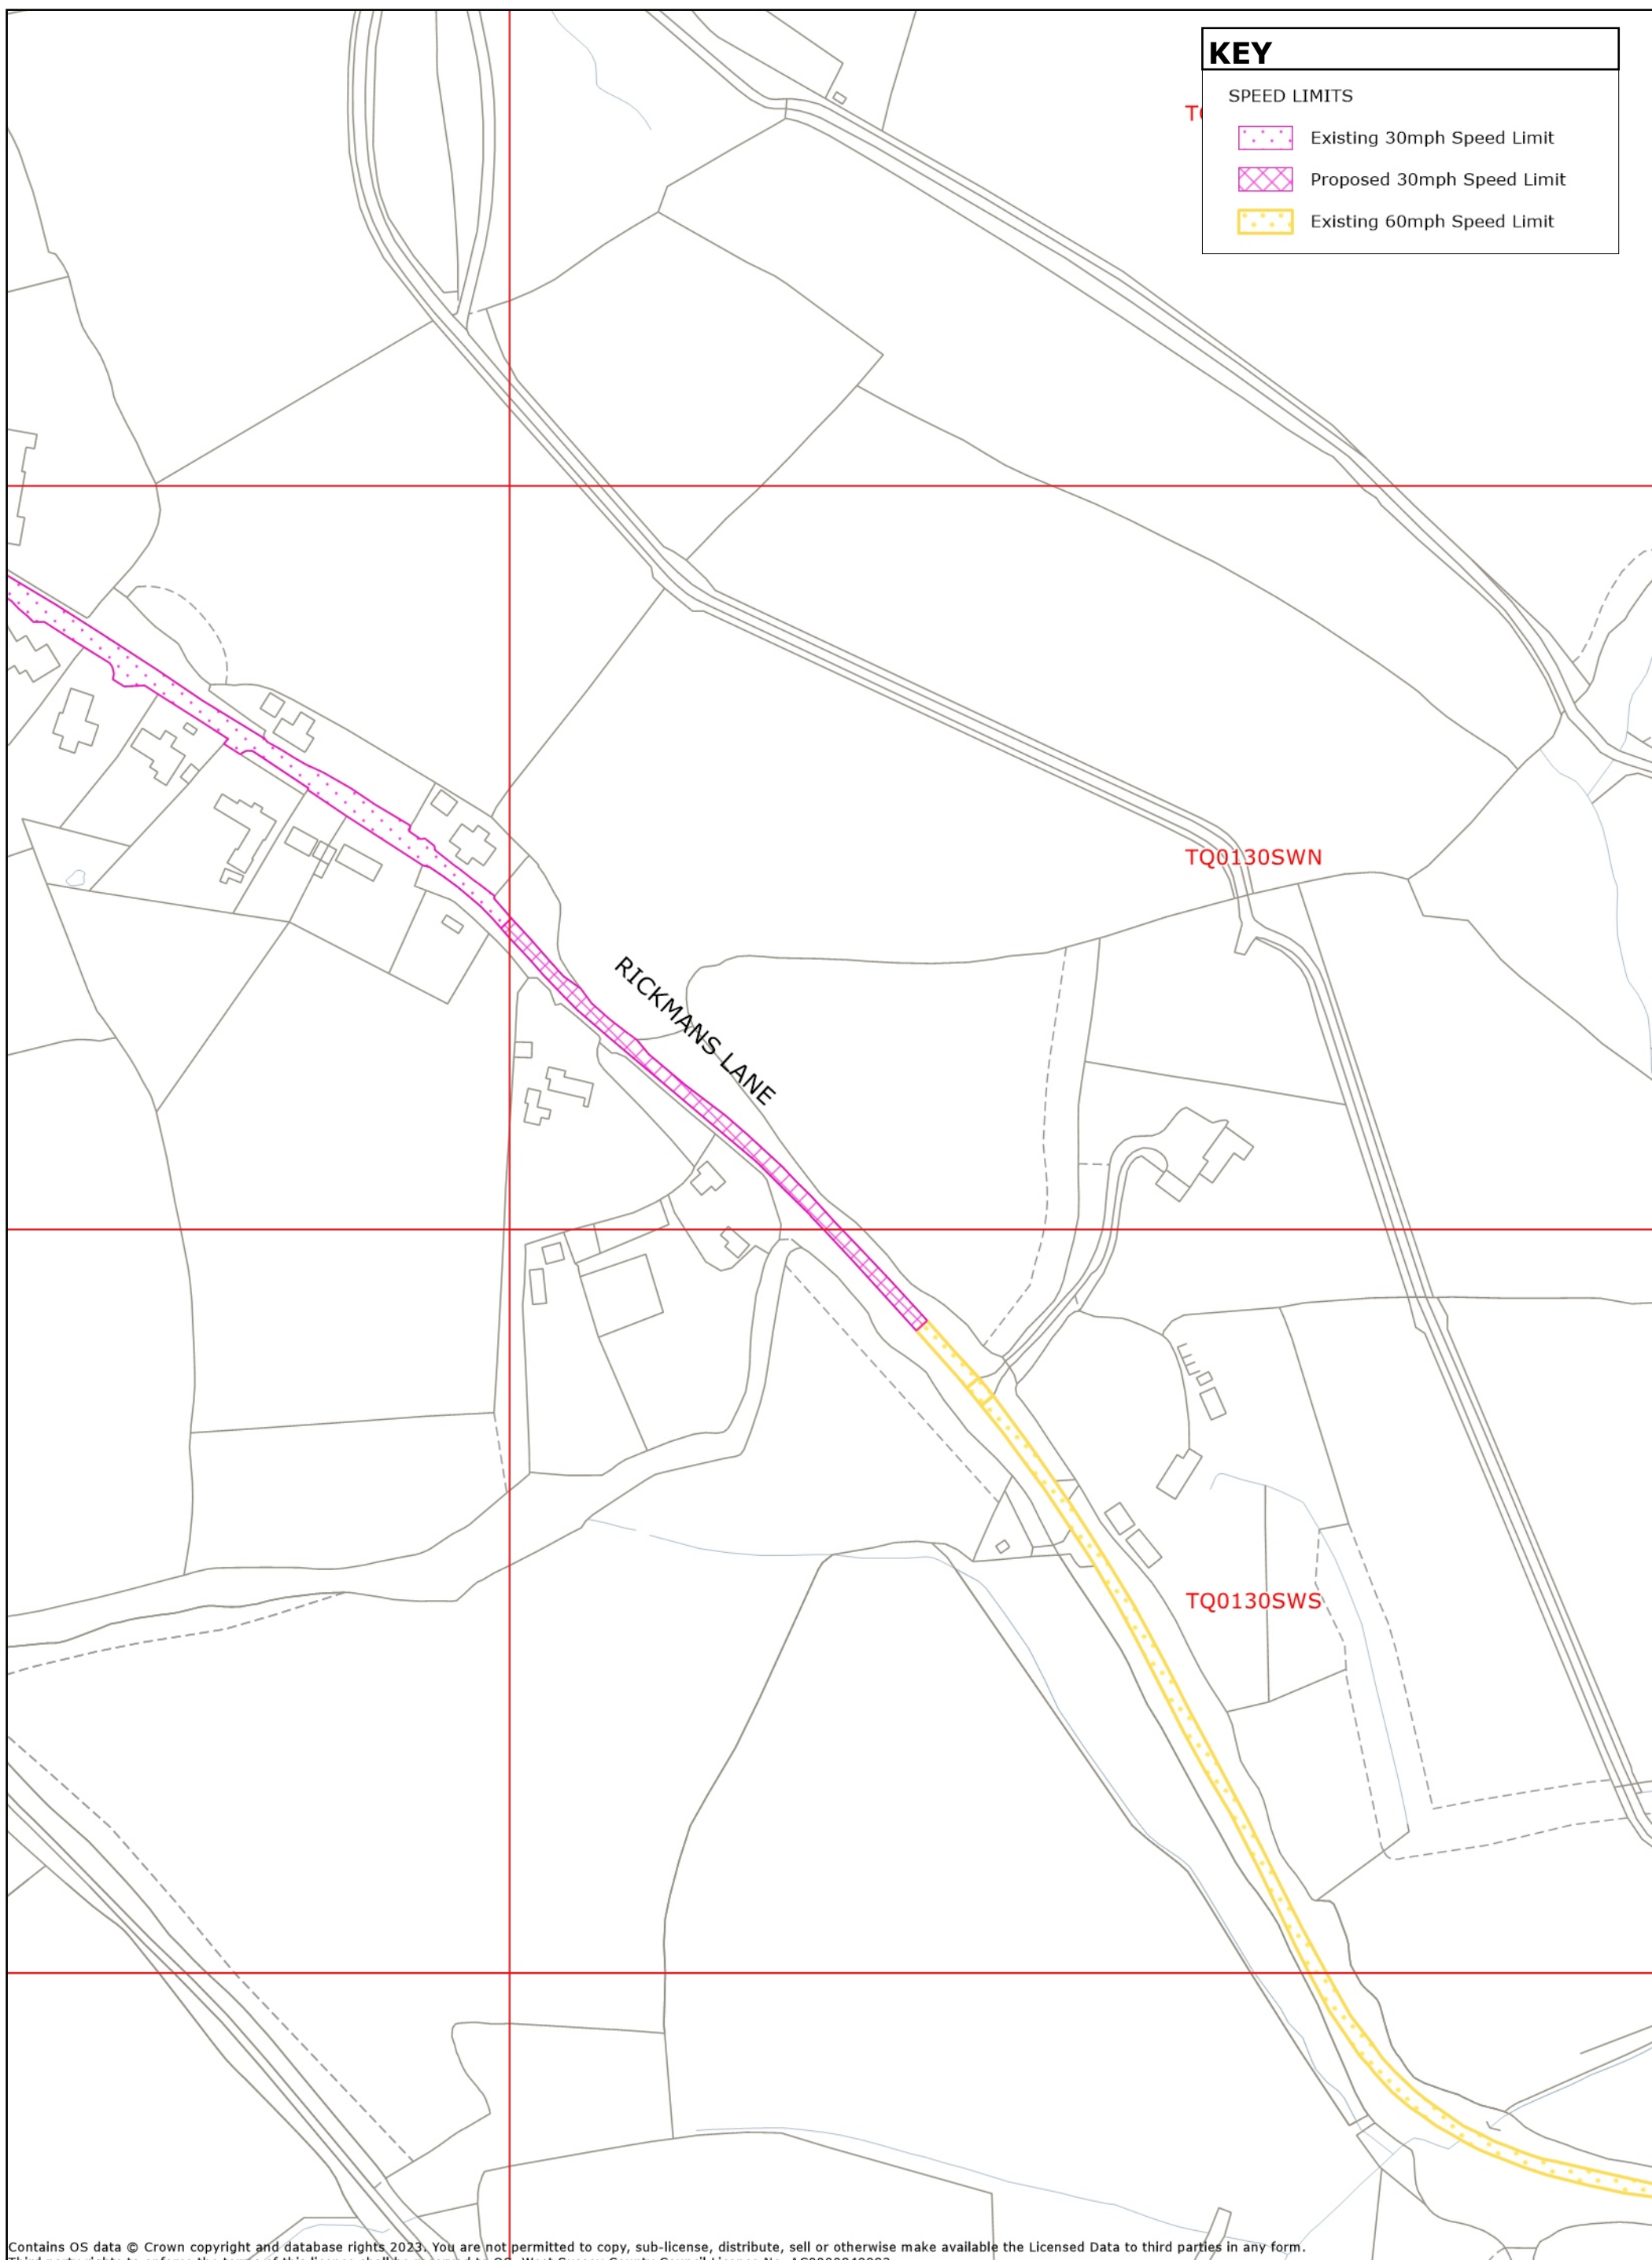 KEY
SPEED LIMITS
Existing 30mph Speed Limit
Proposed 30mph Speed Limit
Existing 60mph Speed Limit
TQ0130SWN
RICKMANS LANE
TQ0130SWS
Contains OS data © Crown copyright and database rights 2023. You are not permitted to copy, sub-license, distribute, sell or otherwise make available the Licensed Data to third parties in any form.